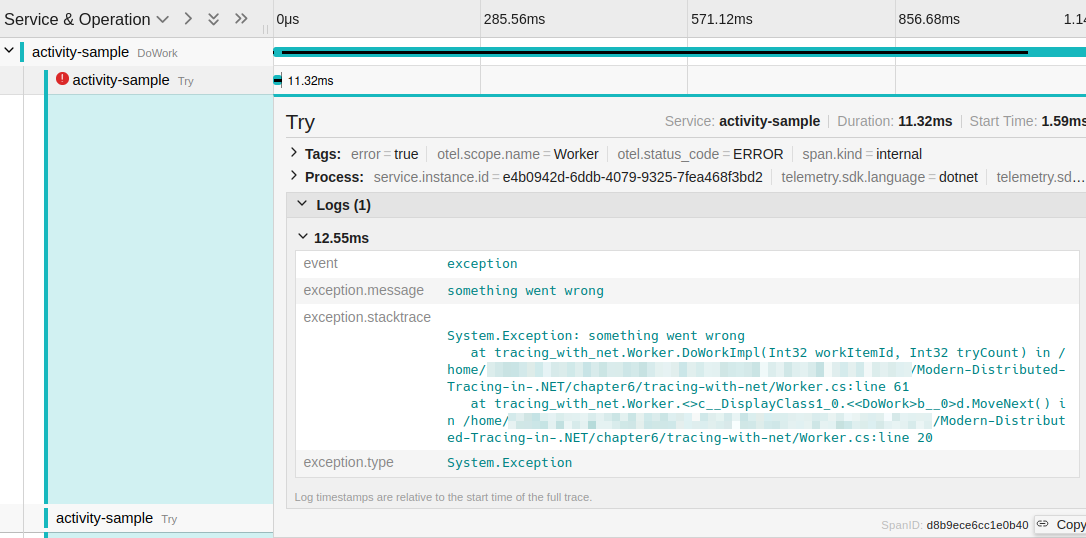 Service & Operation 0μs 285.56ms 571.12ms 856.68ms 1.14
activity-sample DoWork
activity-sample Try 11.32ms
Try Service: activity-sample Duration: 11.32ms Start Time: 1.59ms
Tags: error = true otel.scope.name = Worker otel.status_code = ERROR span.kind = internal
Process: service.instance.id = e4b0942d-6ddb-4079-9325-7fea468f3bd2 telemetry.sdk.language = dotnet telemetry.sd...
Logs (1)
12.55ms
event exception
exception.message something went wrong
exception.stacktrace
System.Exception: something went wrong
at tracing_with_net.Worker.DoWorkImpl(Int32 workItemId, Int32 tryCount) in /
home/ /Modern-Distributed-
Tracing-in-.NET/chapter6/tracing-with-net/Worker.cs:line 61
at tracing_with_net.Worker.<>c__DisplayClass1_0.<<DoWork>b__0>d.MoveNext() i
n /home/ /Modern-Distribut
ed-Tracing-in-.NET/chapter6/tracing-with-net/Worker.cs:line 20
exception.type System.Exception
Log timestamps are relative to the start time of the full trace.
activity-sample Try
SpanID: d8b9ece6cc1e0b40 Copy